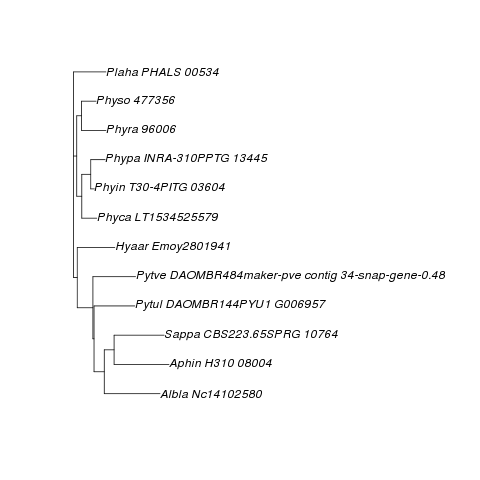 Plaha PHALS 00534
Physo 477356
Phyra 96006
Phypa INRA-310PPTG 13445
Phyin T30-4PITG 03604
Phyca LT1534525579
Hyaar Emoy2801941
Pytve DAOMBR484maker-pve contig 34-snap-gene-0.48
Pytul DAOMBR144PYU1 G006957
Sappa CBS223.65SPRG 10764
Aphin H310 08004
Albla Nc14102580